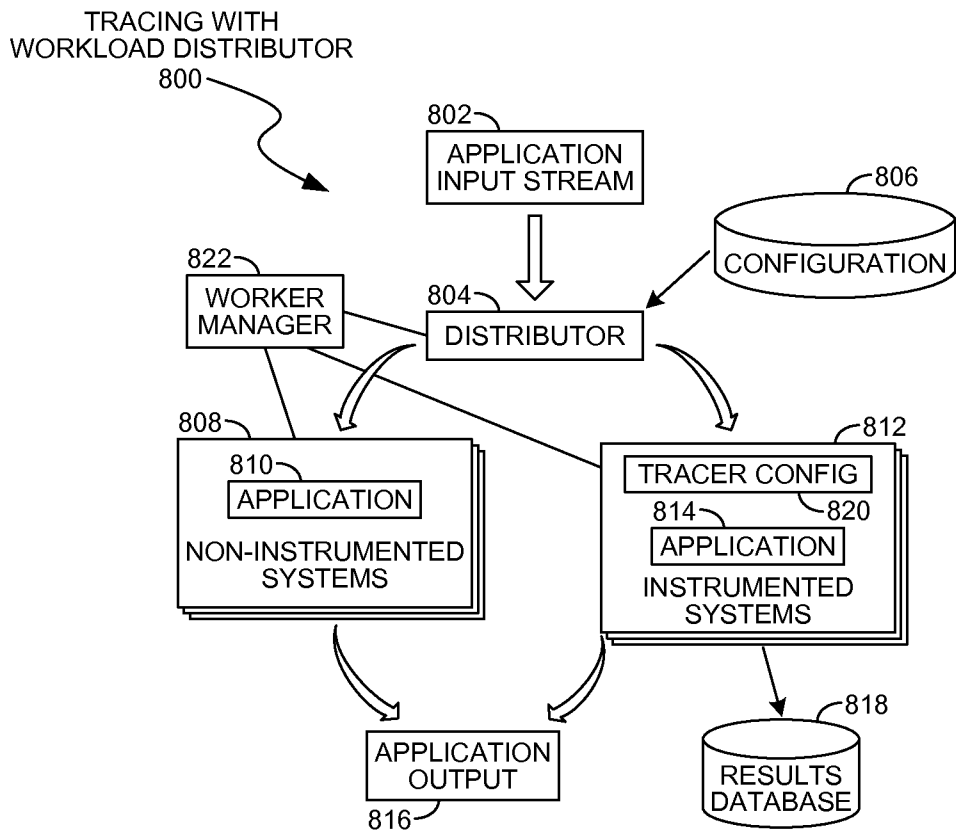 TRACING WITH
WORKLOAD DISTRIBUTOR
800
802
APPLICATION
INPUT STREAM
806
CONFIGURATION
822
WORKER
MANAGER
804
DISTRIBUTOR
808
810
APPLICATION
NON-INSTRUMENTED
SYSTEMS
812
TRACER CONFIG
820
814
APPLICATION
INSTRUMENTED
SYSTEMS
APPLICATION
OUTPUT
816
818
RESULTS
DATABASE